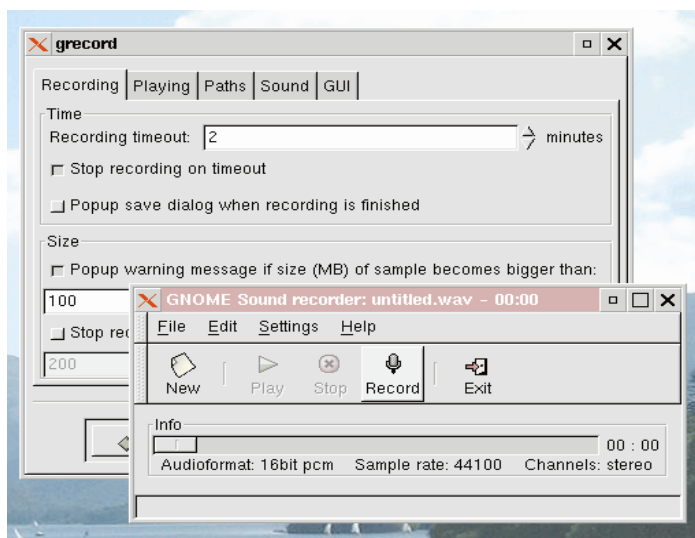 grecord
Recording Playing Paths Sound GUI
Time
Recording timeout: 2 minutes
Stop recording on timeout
Popup save dialog when recording is finished
Size
Popup warning message if size (MB) of sample becomes bigger than:
100
Stop
200
GNOME Sound recorder: untitled.wav - 00:00
File Edit Settings Help
New Play Stop Record Exit
Info
00 : 00
Audioformat: 16bit pcm Sample rate: 44100 Channels: stereo